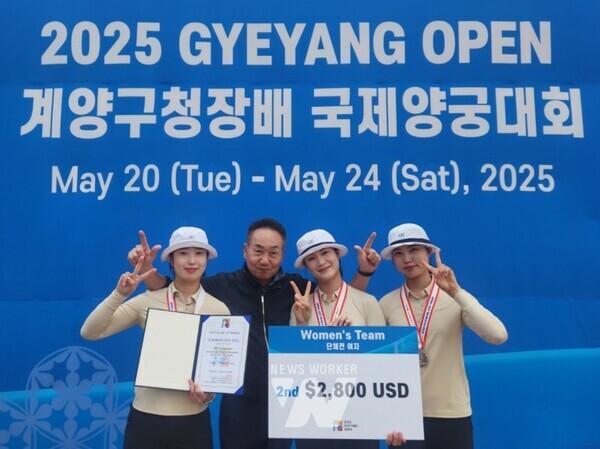 2025 GYEYANG OPEN
계양구청장배 국제양궁대회
May 20 (Tue) - May 24 (Sat), 2025
Women's Team
단체전 여자
NEWS WORKER
2nd $2,800 USD